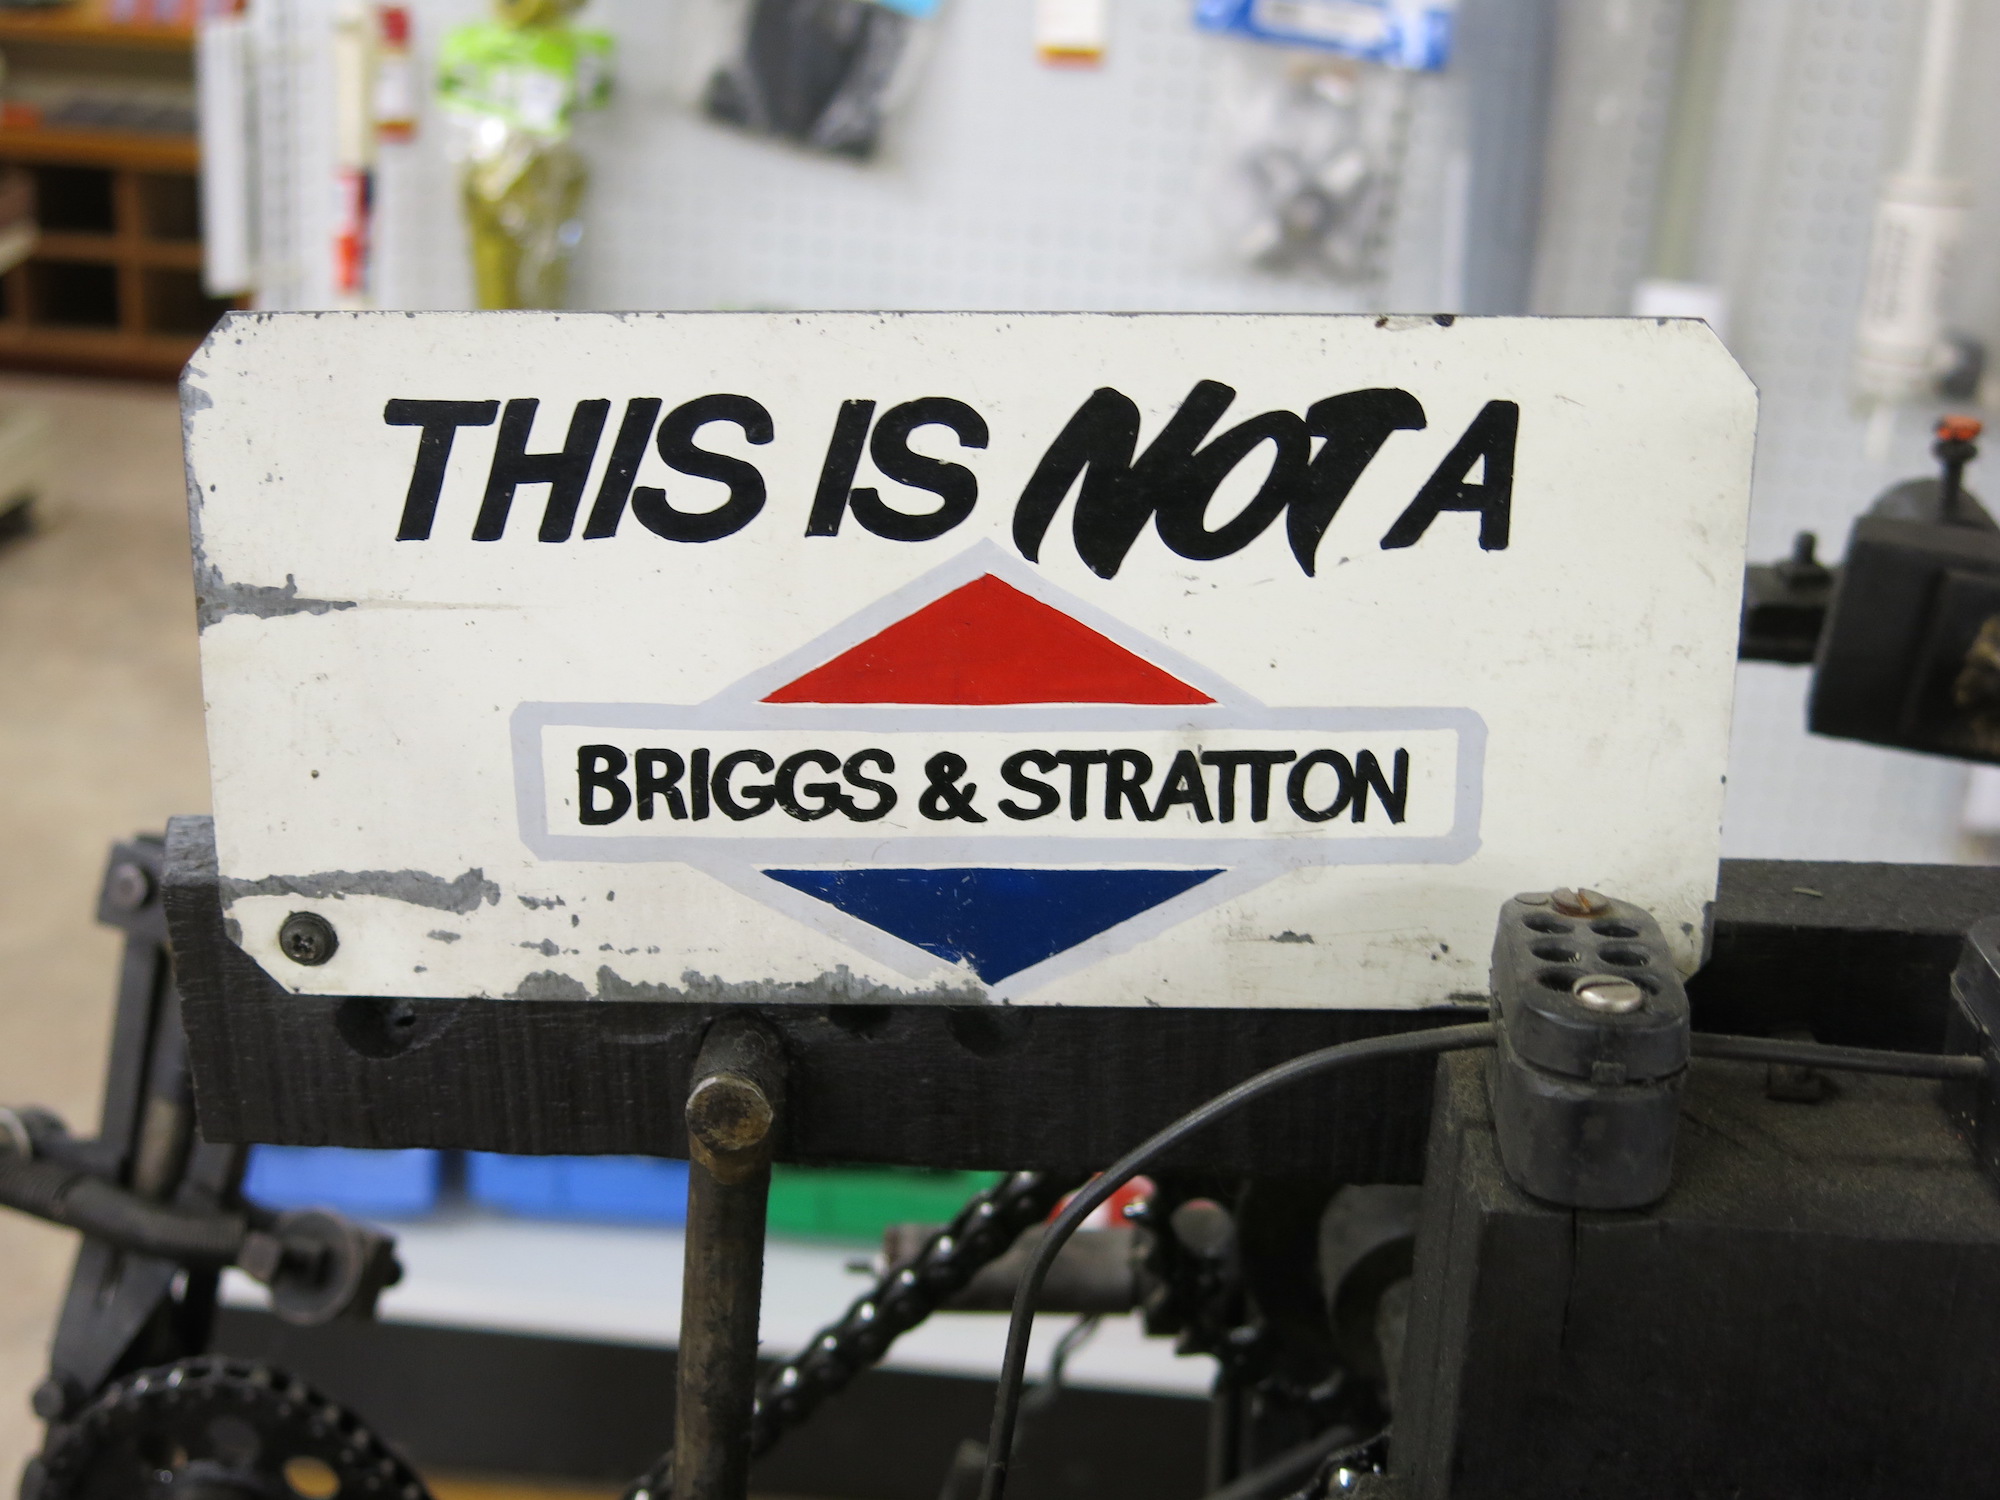 THIS IS NOT A
BRIGGS & STRATTON